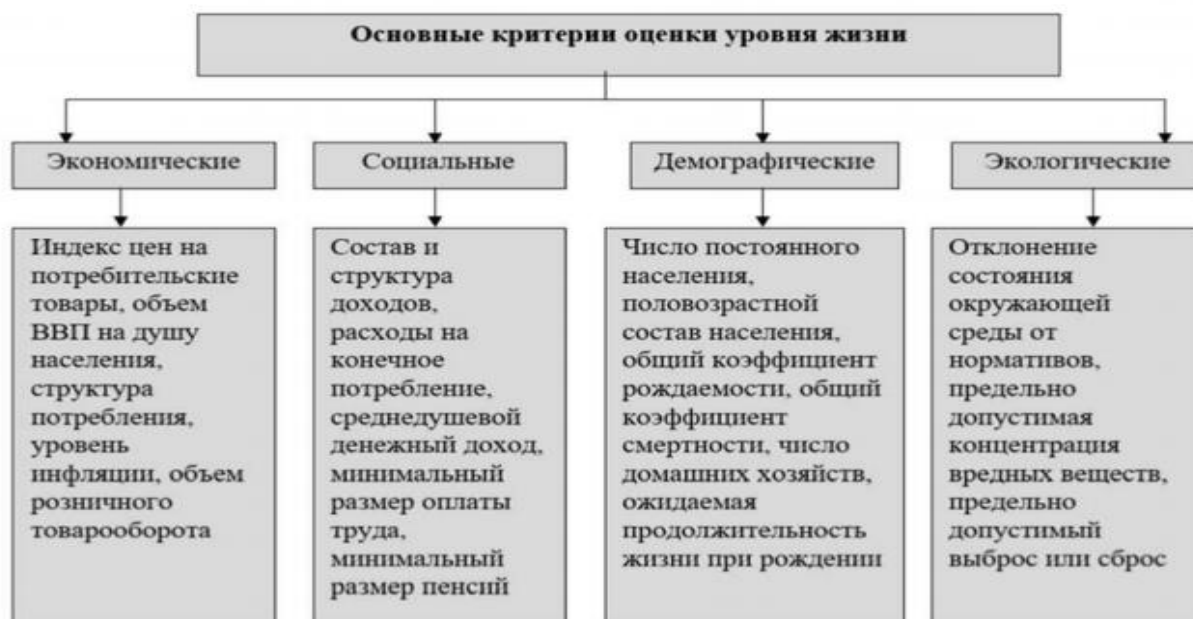 Основные критерии оценки уровня жизни
Экономические
Социальные
Демографические
Экологические
Индекс цен на
потребительские
товары, объем
ВВП на душу
населения,
структура
потребления,
уровень
инфляции, объем
розничного
товарооборота
Состав и
структура
доходов,
расходы на
конечное
потребление,
среднедушевой
денежный доход,
минимальный
размер оплаты
труда,
минимальный
размер пенсий
Число постоянного
населения,
половозрастной
состав населения,
общий коэффициент
рождаемости, общий
коэффициент
смертности, число
домашних хозяйств,
ожидаемая
продолжительность
жизни при рождении
Отклонение
состояния
окружающей
среды от
нормативов,
предельно
допустимая
концентрация
вредных веществ,
предельно
допустимый
выброс или сброс